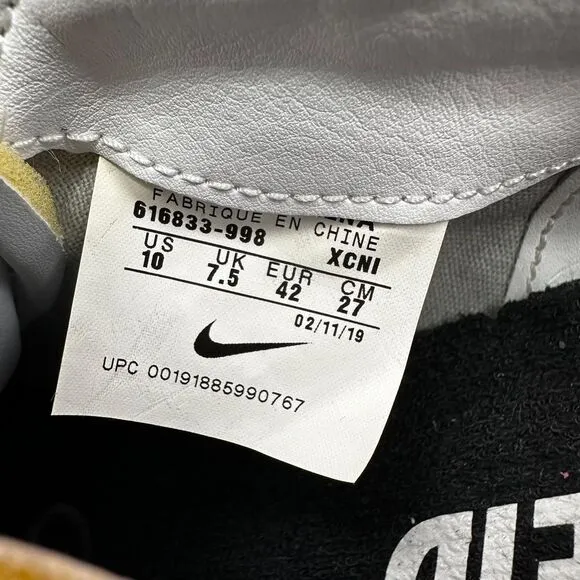 FABRIQUE EN CHINE
616833-998 XCNI
US UK EUR CM
10 7.5 42 27
02/11/19
UPC 00191885990767